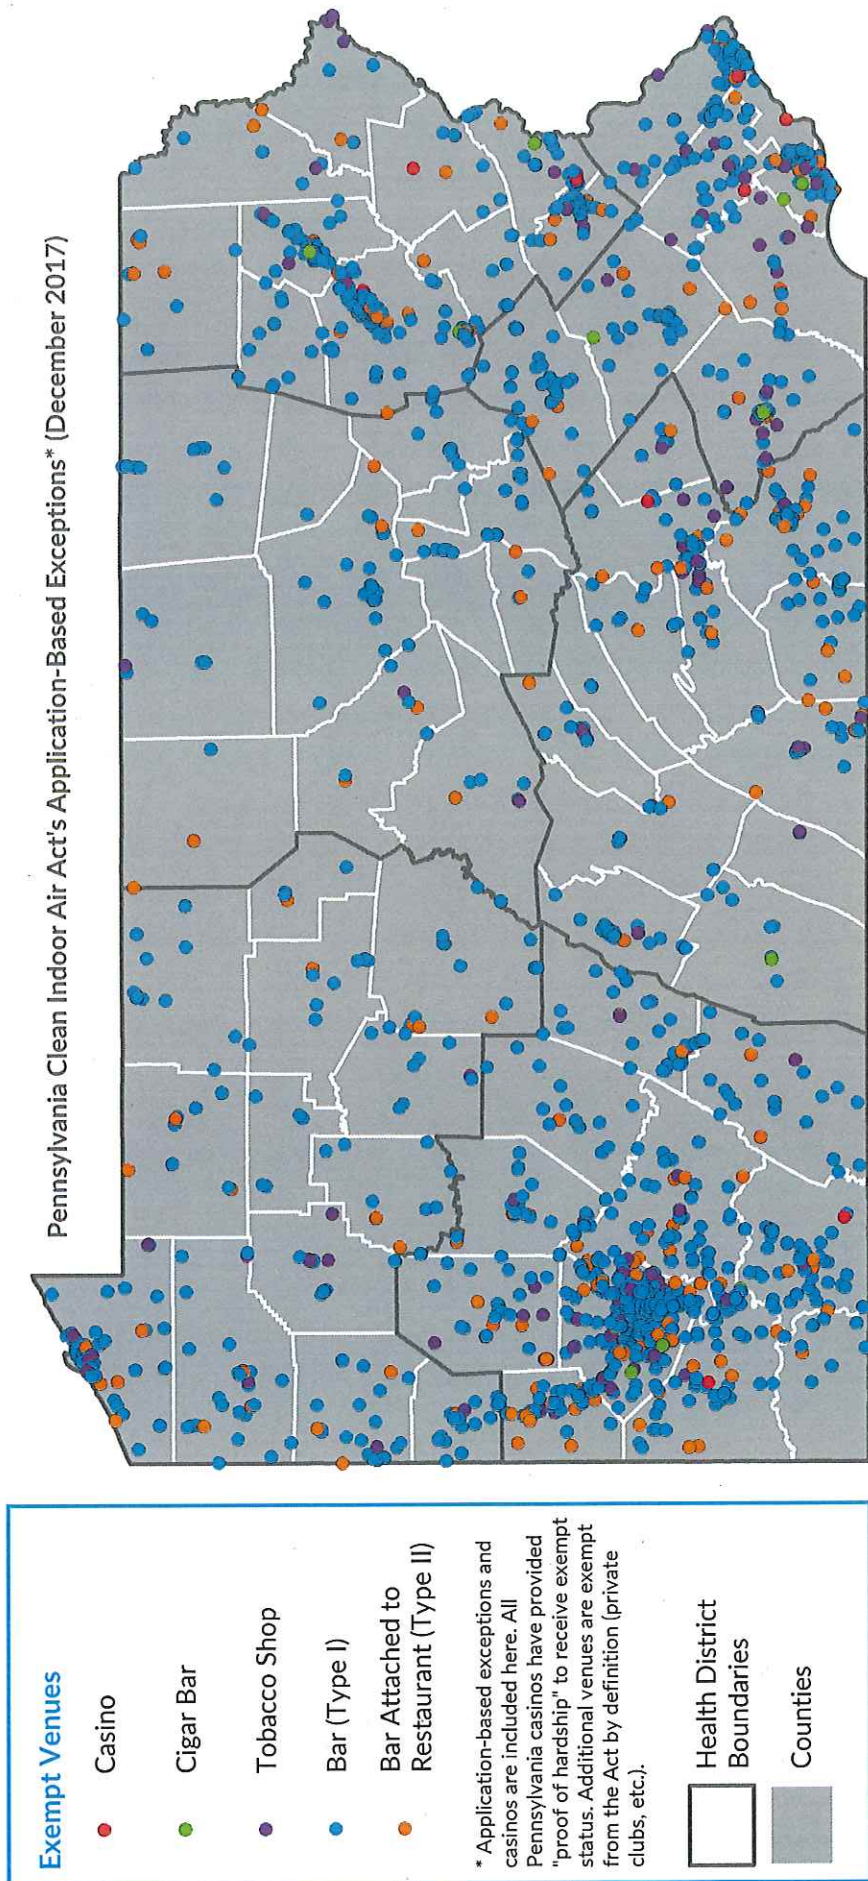 Pennsylvania Clean Indoor Air Act's Application-Based Exceptions* (December 2017)
Exempt Venues
Casino
Cigar Bar
Tobacco Shop
Bar (Type I)
Bar Attached to
Restaurant (Type II)
* Application-based exceptions and
casinos are included here. All
Pennsylvania casinos have provided
"proof of hardship" to receive exempt
status. Additional venues are exempt
from the Act by definition (private
clubs, etc.).
Health District
Boundaries
Counties